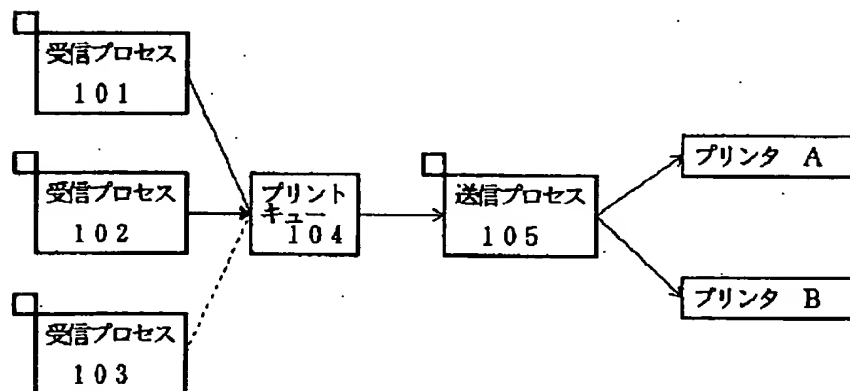 受信プロセス
101
受信プロセス
102
受信プロセス
103
プリント
キュー
104
送信プロセス
105
プリンタ A
プリンタ B